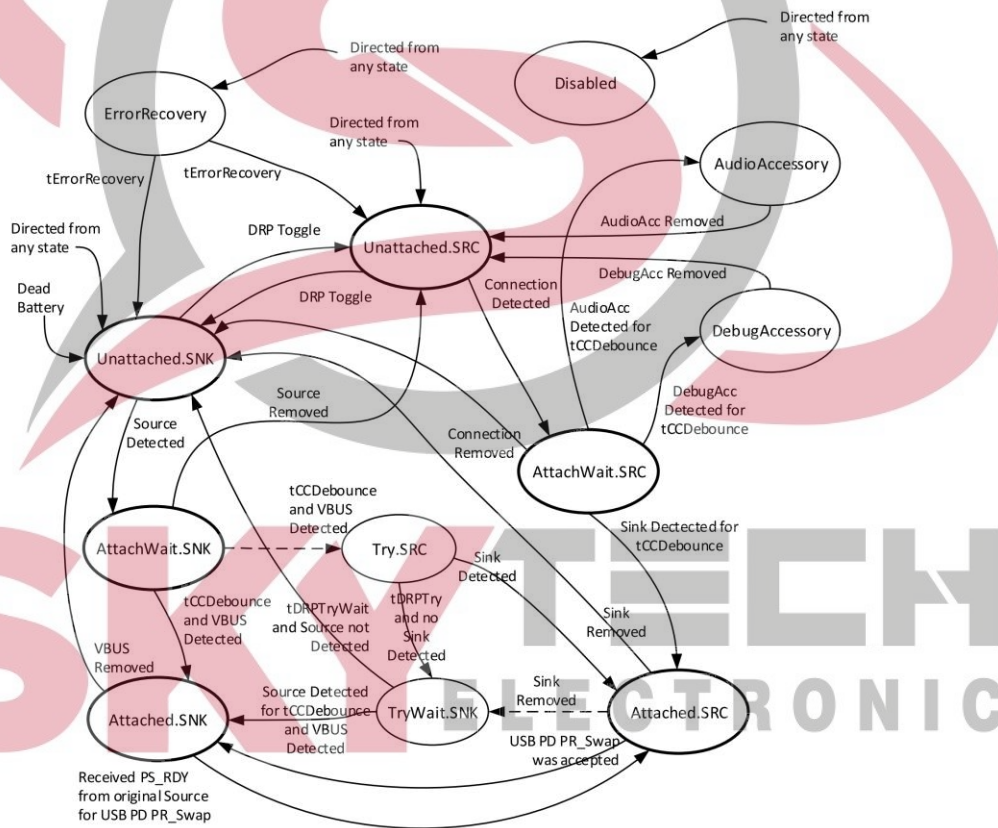 Directed from
any state
Directed from
any state
Disabled
ErrorRecovery
Directed from
any state
AudioAccessory
tErrorRecovery
tErrorRecovery
AudioAcc Removed
Directed from
any state
DRP Toggle
Unattached.SRC
DebugAcc Removed
Dead
Battery
DRP Toggle
Connection
Detected
AudioAcc
Detected for
tCCDebounce
DebugAccessory
Unattached.SNK
Source
Removed
DebugAcc
Detected for
tCCDebounce
Source
Detected
Connection
Removed
AttachWait.SRC
tCCDebounce
and VBUS
Detected
Sink Dectected for
tCCDebounce
AttachWait.SNK
Try.SRC
Sink
Detected
tCCDebounce
and VBUS
Detected
tDRPTryWait
and Source not
Detected
tDRPTry
and no
Sink
Detected
Sink
Removed
VBUS
Removed
Source Detected
for tCCDebounce
and VBUS
Detected
Sink
Removed
Attached.SNK
TryWait.SNK
Attached.SRC
USB PD PR_Swap
was accepted
Received PS_RDY
from original Source
for USB PD PR_Swap
SKYTECH
ELECTRONIC